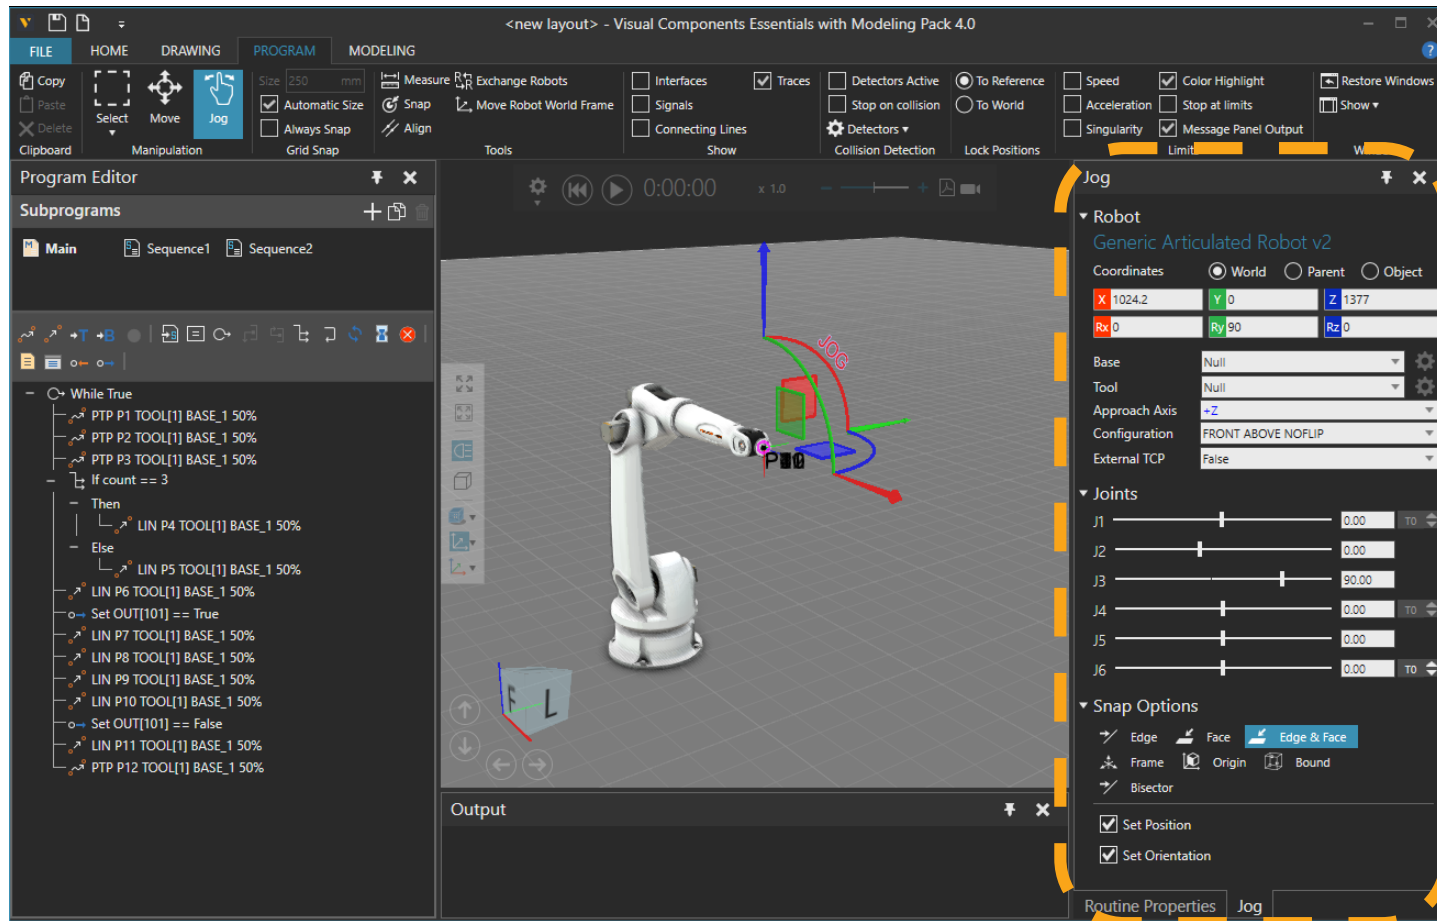 <new layout> - Visual Components Essentials with Modeling Pack 4.0
FILE HOME DRAWING PROGRAM MODELING
Copy
Paste
Delete
Clipboard
Select
Move
Jog
Manipulation
Size 250 mm
Automatic Size
Always Snap
Grid Snap
Measure
Snap
Align
Exchange Robots
Move Robot World Frame
Tools
Interfaces
Signals
Connecting Lines
Traces
Show
Detectors Active
Stop on collision
Detectors
Collision Detection
To Reference
To World
Lock Positions
Speed
Acceleration
Singularity
Color Highlight
Stop at limits
Message Panel Output
Restore Windows
Show
Program Editor
Subprograms
Main Sequence1 Sequence2
While True
PTP P1 TOOL[1] BASE_1 50%
PTP P2 TOOL[1] BASE_1 50%
PTP P3 TOOL[1] BASE_1 50%
If count == 3
Then
LIN P4 TOOL[1] BASE_1 50%
Else
LIN P5 TOOL[1] BASE_1 50%
LIN P6 TOOL[1] BASE_1 50%
Set OUT[101] == True
LIN P7 TOOL[1] BASE_1 50%
LIN P8 TOOL[1] BASE_1 50%
LIN P9 TOOL[1] BASE_1 50%
LIN P10 TOOL[1] BASE_1 50%
Set OUT[101] == False
LIN P11 TOOL[1] BASE_1 50%
PTP P12 TOOL[1] BASE_1 50%
0:00:00 x 1.0
JOG
F L
Output
Jog
Robot
Generic Articulated Robot v2
Coordinates World Parent Object
X 1024.2 Y 0 Z 1377
Rx 0 Ry 90 Rz 0
Base Null
Tool Null
Approach Axis +Z
Configuration FRONT ABOVE NOFLIP
External TCP False
Joints
J1 0.00 T0
J2 0.00
J3 90.00
J4 0.00 T0
J5 0.00
J6 0.00 T0
Snap Options
Edge Face Edge & Face
Frame Origin Bound
Bisector
Set Position
Set Orientation
Routine Properties Jog